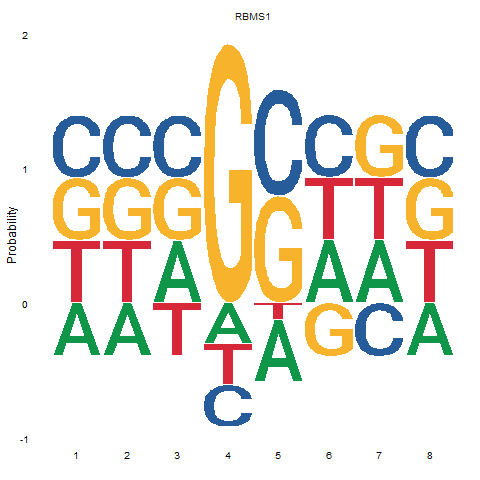 RBMS1
Probability
2
1
0
-1
C C C G C C G C
G G G G T T G
T T A T A A T
A A T A A G C A
T
C
1 2 3 4 5 6 7 8